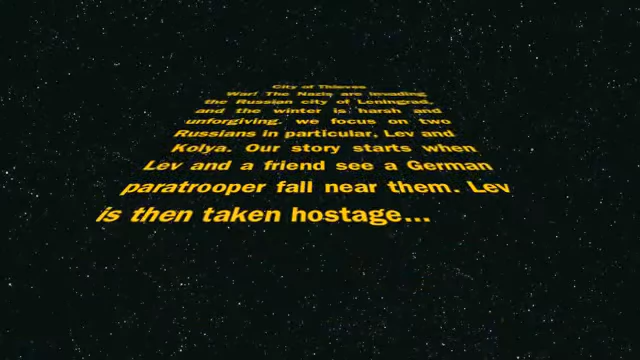 City of Thieves
War! The Nazis are invading
the Russian city of Leningrad,
and the winter is harsh and
unforgiving. we focus on two
Russians in particular, Lev and
Kolya. Our story starts when
Lev and a friend see a German
paratrooper fall near them. Lev
is then taken hostage...